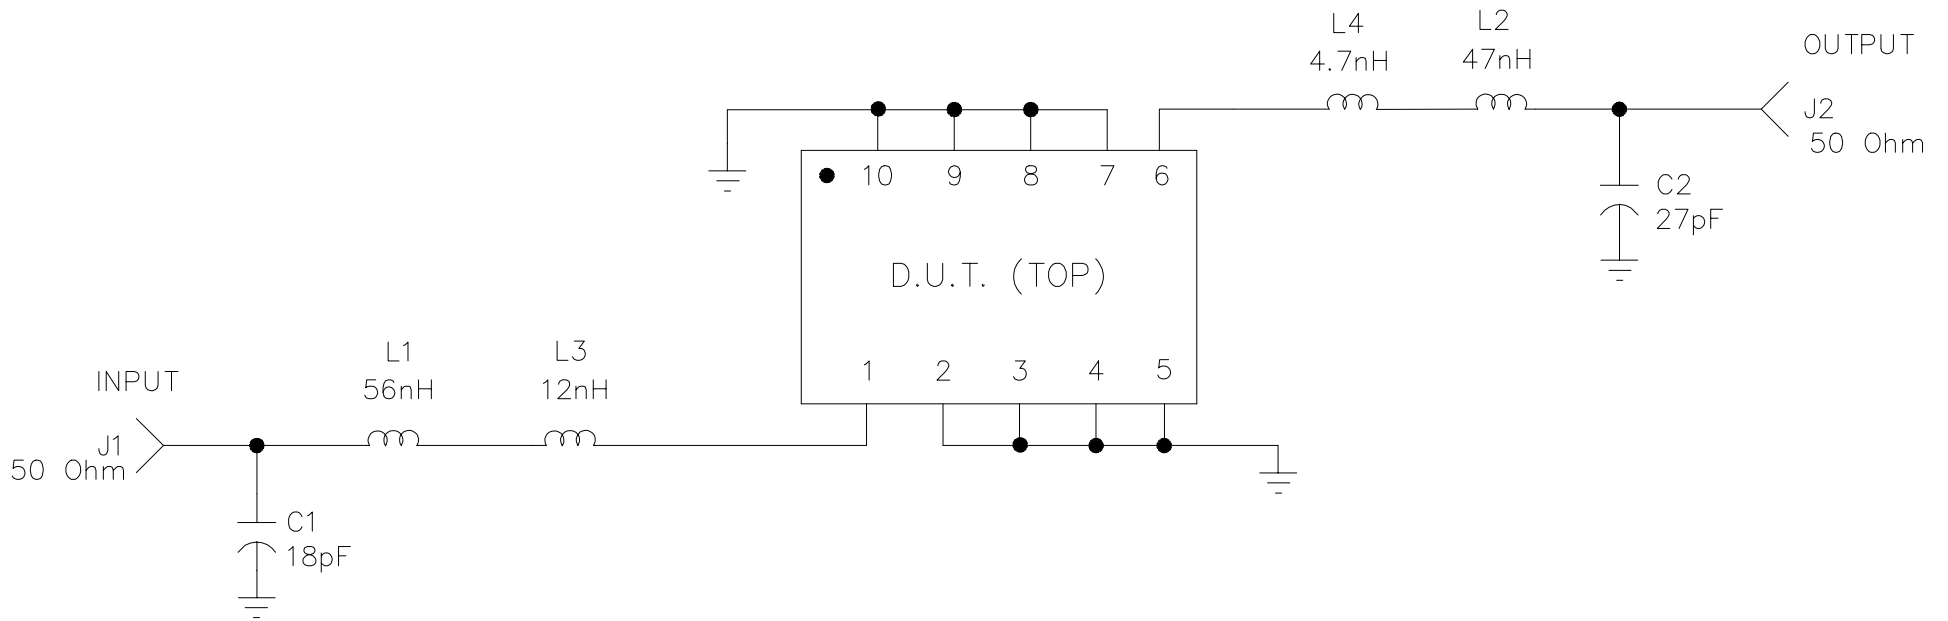 L4
4.7nH
L2
47nH
OUTPUT
J2
50 Ohm
C2
27pF
10 9 8 7 6
D.U.T. (TOP)
1 2 3 4 5
L1
56nH
L3
12nH
INPUT
J1
50 Ohm
C1
18pF